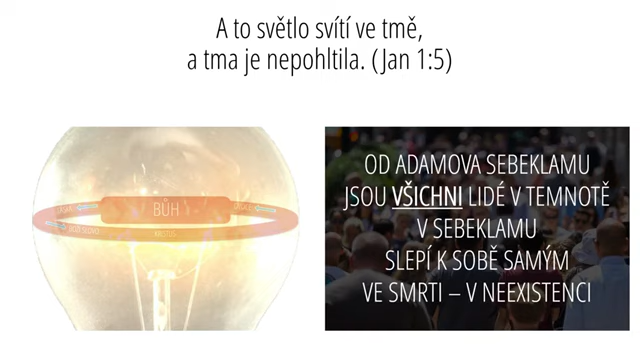 A to světlo svítí ve tmě,
a tma je nepohltila. (Jan 1:5)
BŮH
KRISTUS
OD ADAMOVA SEBEKLAMU
JSOU VŠICHNI LIDÉ V TEMNOTĚ
V SEBEKLAMU
SLEPÍ K SOBĚ SAMÝM
VE SMRTI – V NEEXISTENCI